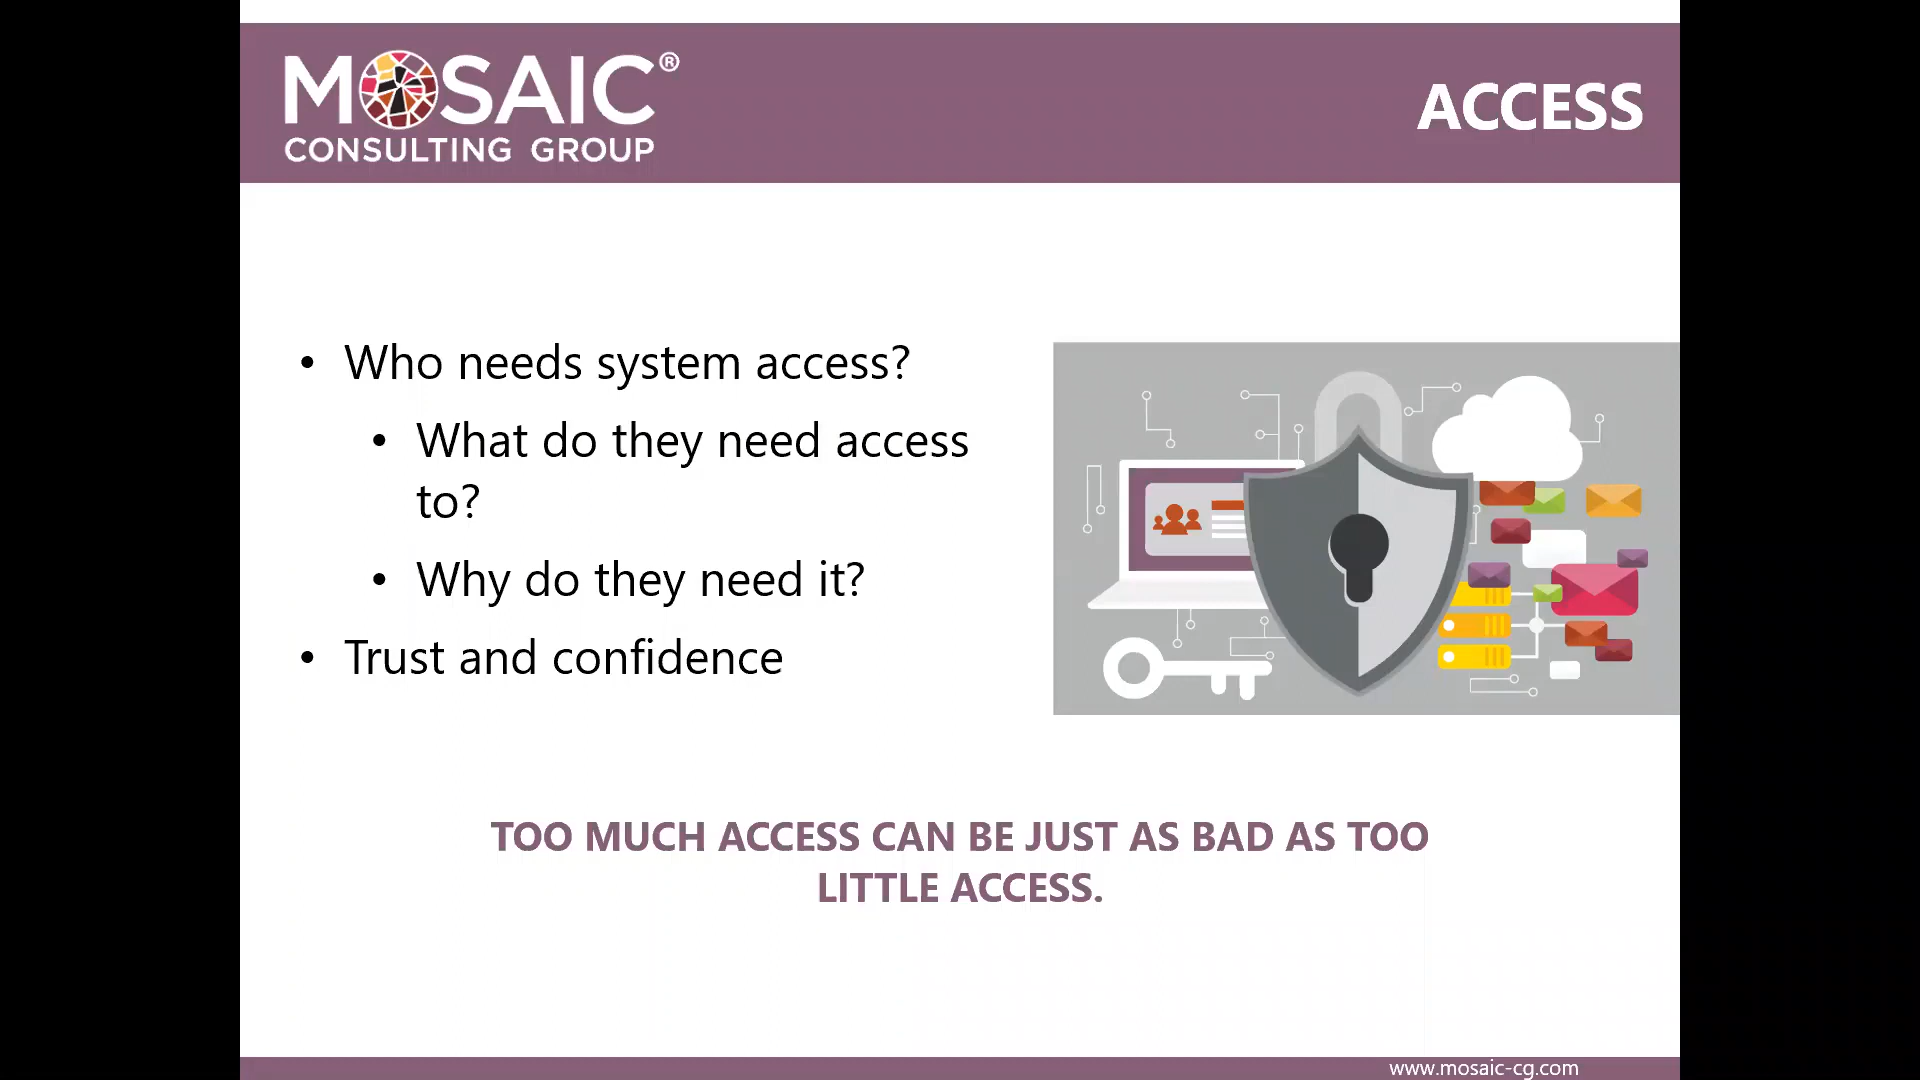 MOSAIC®
CONSULTING GROUP
ACCESS
• Who needs system access?
• What do they need access
to?
• Why do they need it?
• Trust and confidence
TOO MUCH ACCESS CAN BE JUST AS BAD AS TOO
LITTLE ACCESS.
www.mosaic-cg.com